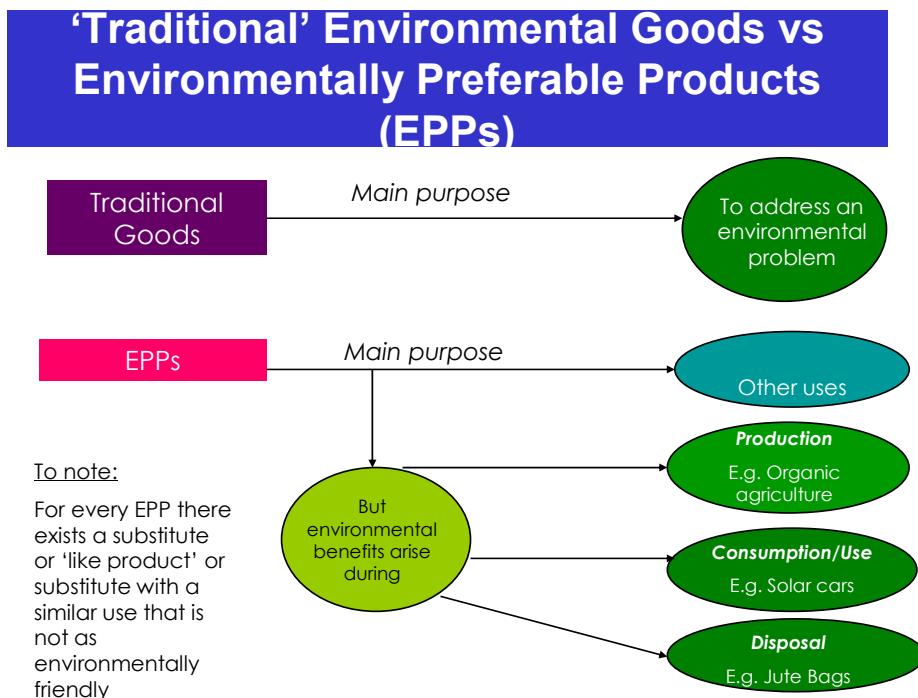 ‘Traditional’ Environmental Goods vs
Environmentally Preferable Products
(EPPs)
Traditional
Goods
Main purpose
To address an
environmental
problem
EPPs
Main purpose
Other uses
To note:
For every EPP there
exists a substitute
or ‘like product’ or
substitute with a
similar use that is
not as
environmentally
friendly
But
environmental
benefits arise
during
Production
E.g. Organic
agriculture
Consumption/Use
E.g. Solar cars
Disposal
E.g. Jute Bags